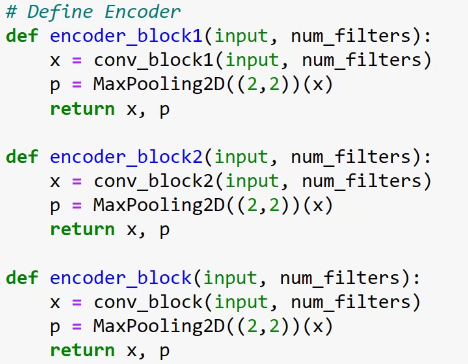 # Define Encoder
def encoder_block1(input, num_filters):
    x = conv_block1(input, num_filters)
    p = MaxPooling2D((2,2))(x)
    return x, p
def encoder_block2(input, num_filters):
    x = conv_block2(input, num_filters)
    p = MaxPooling2D((2,2))(x)
    return x, p
def encoder_block(input, num_filters):
    x = conv_block(input, num_filters)
    p = MaxPooling2D((2,2))(x)
    return x, p